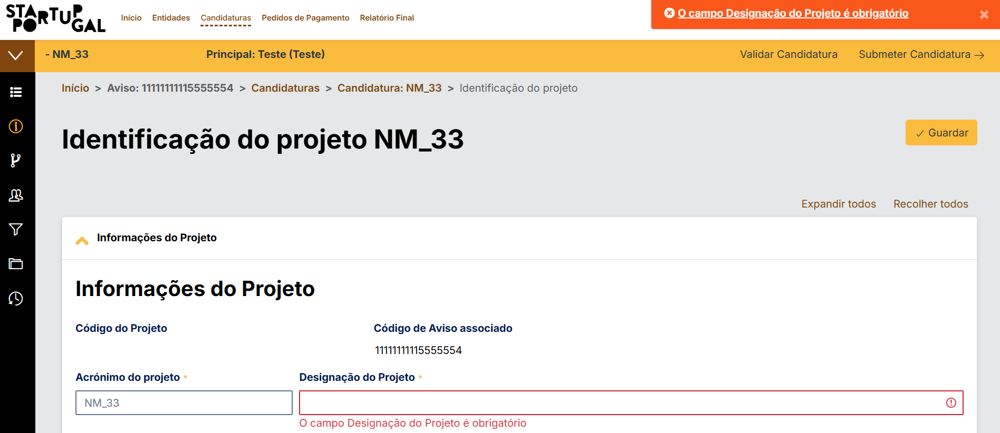 STARTUP
PORTUGAL
Início
Entidades
Candidaturas
Pedidos de Pagamento
Relatório Final
O campo Designação do Projeto é obrigatório
- NM_33
Principal: Teste (Teste)
Validar Candidatura
Submeter Candidatura
Início > Aviso: 11111111115555554 > Candidaturas > Candidatura: NM_33 > Identificação do projeto
Identificação do projeto NM_33
Guardar
Expandir todos
Recolher todos
Informações do Projeto
Informações do Projeto
Código do Projeto
Código de Aviso associado
11111111115555554
Acrónimo do projeto *
Designação do Projeto *
NM_33
O campo Designação do Projeto é obrigatório